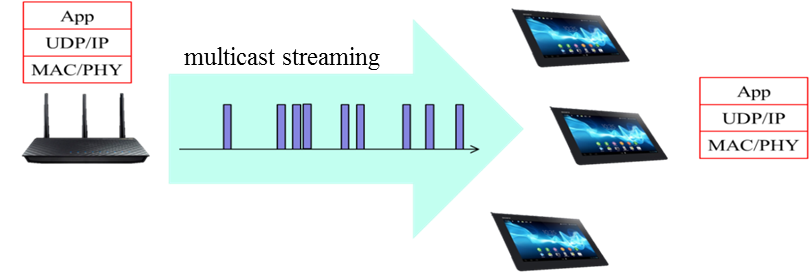 App
UDP/IP
MAC/PHY
multicast streaming
App
UDP/IP
MAC/PHY